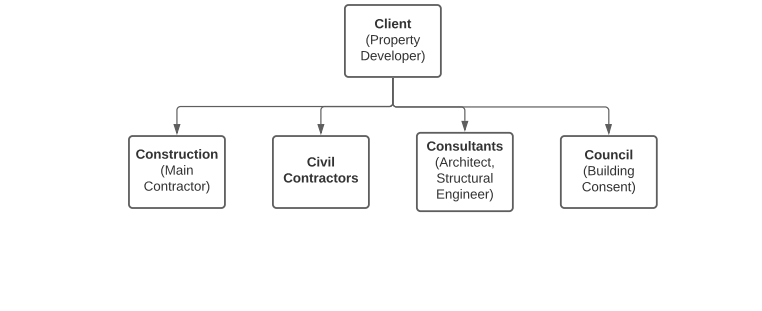 Client
(Property
Developer)
Construction
(Main
Contractor)
Civil
Contractors
Consultants
(Architect,
Structural
Engineer)
Council
(Building
Consent)